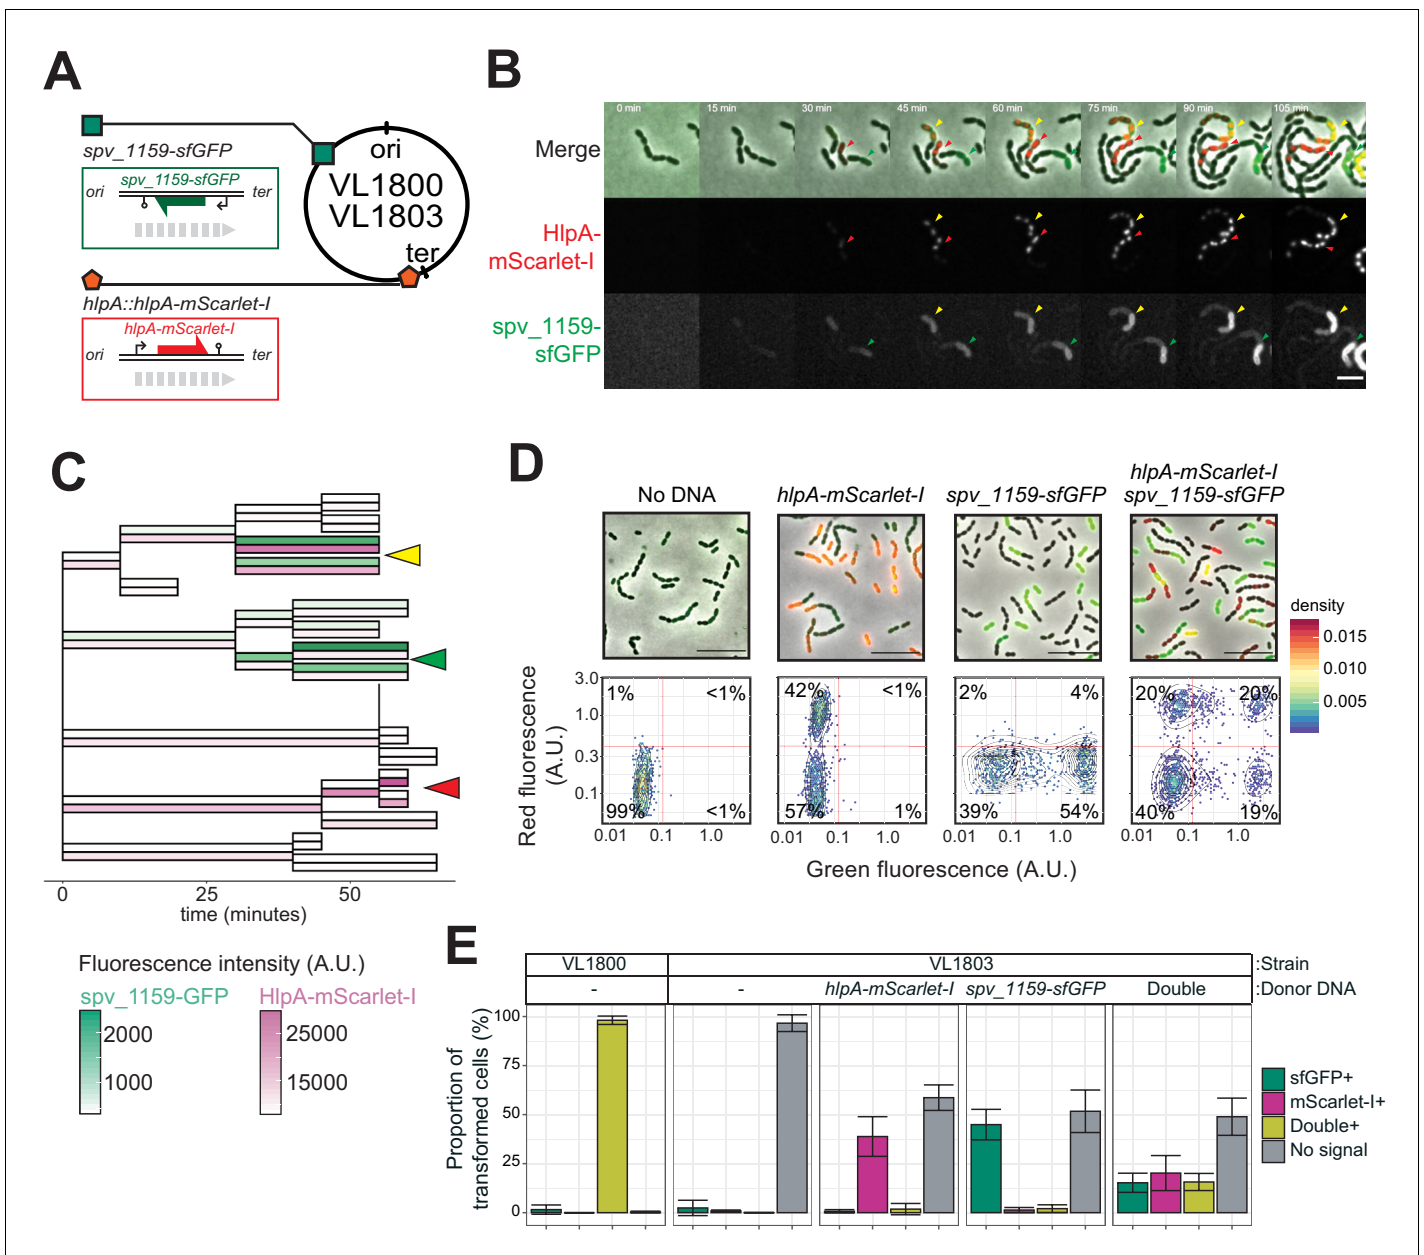 A
spv_1159-sfGFP
spv_1159-sfGFP
ori
ter
ori
VL1800
VL1803
ter
hlpA::hlpA-mScarlet-I
hlpA-mScarlet-I
ori
ter
B
0 min
15 min
30 min
45 min
60 min
75 min
90 min
105 min
Merge
HlpA-
mScarlet-I
spv_1159-
sfGFP
C
0
25
50
time (minutes)
Fluorescence intensity (A.U.)
spv_1159-GFP
HlpA-mScarlet-I
2000
1000
25000
15000
D
No DNA
hlpA-mScarlet-I
spv_1159-sfGFP
hlpA-mScarlet-I
spv_1159-sfGFP
density
0.015
0.010
0.005
Red fluorescence
(A.U.)
3.0
1.0
0.3
0.1
1%
<1%
99%
<1%
42%
<1%
57%
1%
2%
4%
39%
54%
20%
20%
40%
19%
0.01
0.1
1.0
0.01
0.1
1.0
0.01
0.1
1.0
0.01
0.1
1.0
Green fluorescence (A.U.)
E
VL1800
VL1803
:Strain
-
-
hlpA-mScarlet-I
spv_1159-sfGFP
Double
:Donor DNA
Proportion of
transformed cells (%)
100
75
50
25
0
sfGFP+
mScarlet-I+
Double+
No signal